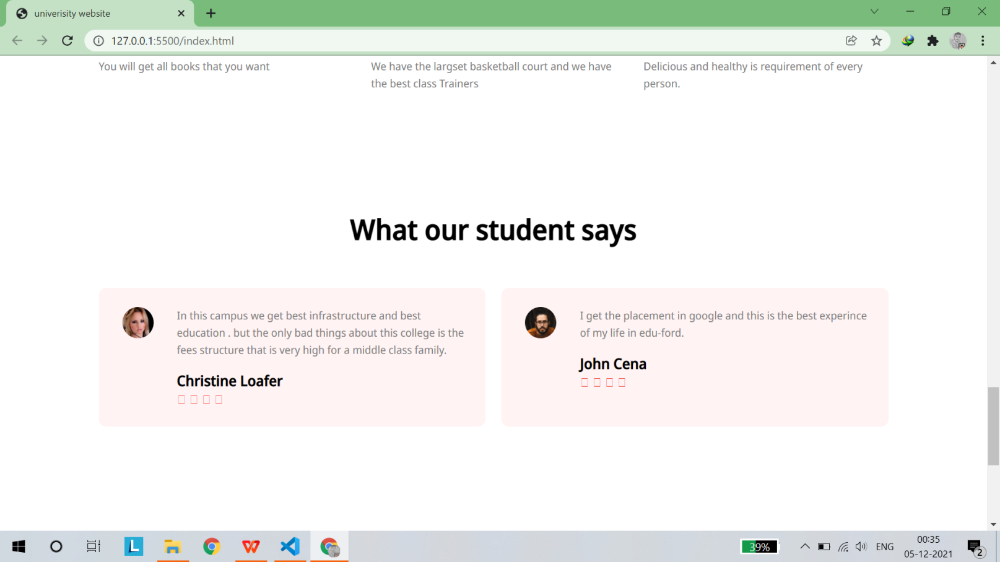 univerisity website
127.0.0.1:5500/index.html
You will get all books that you want
We have the largset basketball court and we have
the best class Trainers
Delicious and healthy is requirement of every
person.
What our student says
In this campus we get best infrastructure and best
education . but the only bad things about this college is the
fees structure that is very high for a middle class family.
Christine Loafer
I get the placement in google and this is the best experince
of my life in edu-ford.
John Cena
L
W
39%
ENG
00:35
05-12-2021
2